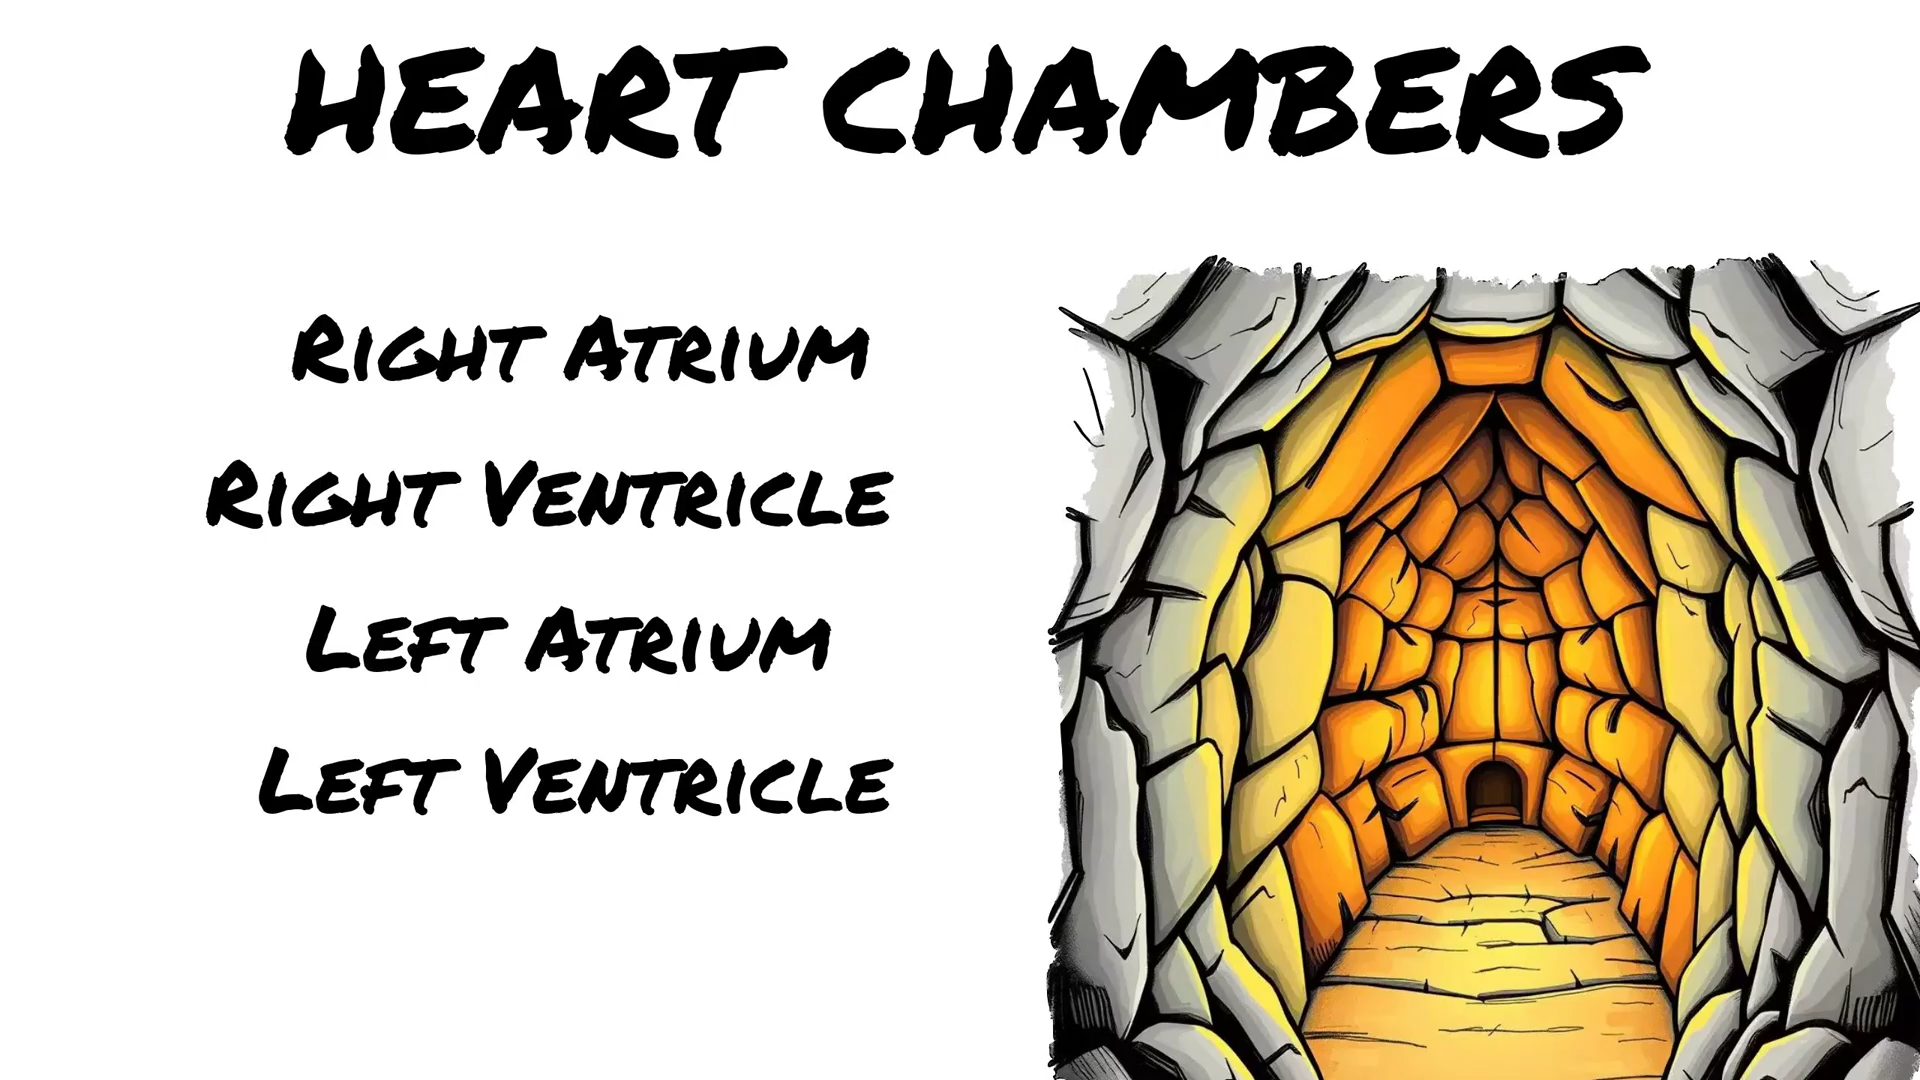 HEART CHAMBERS
RIGHT ATRIUM
RIGHT VENTRICLE
LEFT ATRIUM
LEFT VENTRICLE